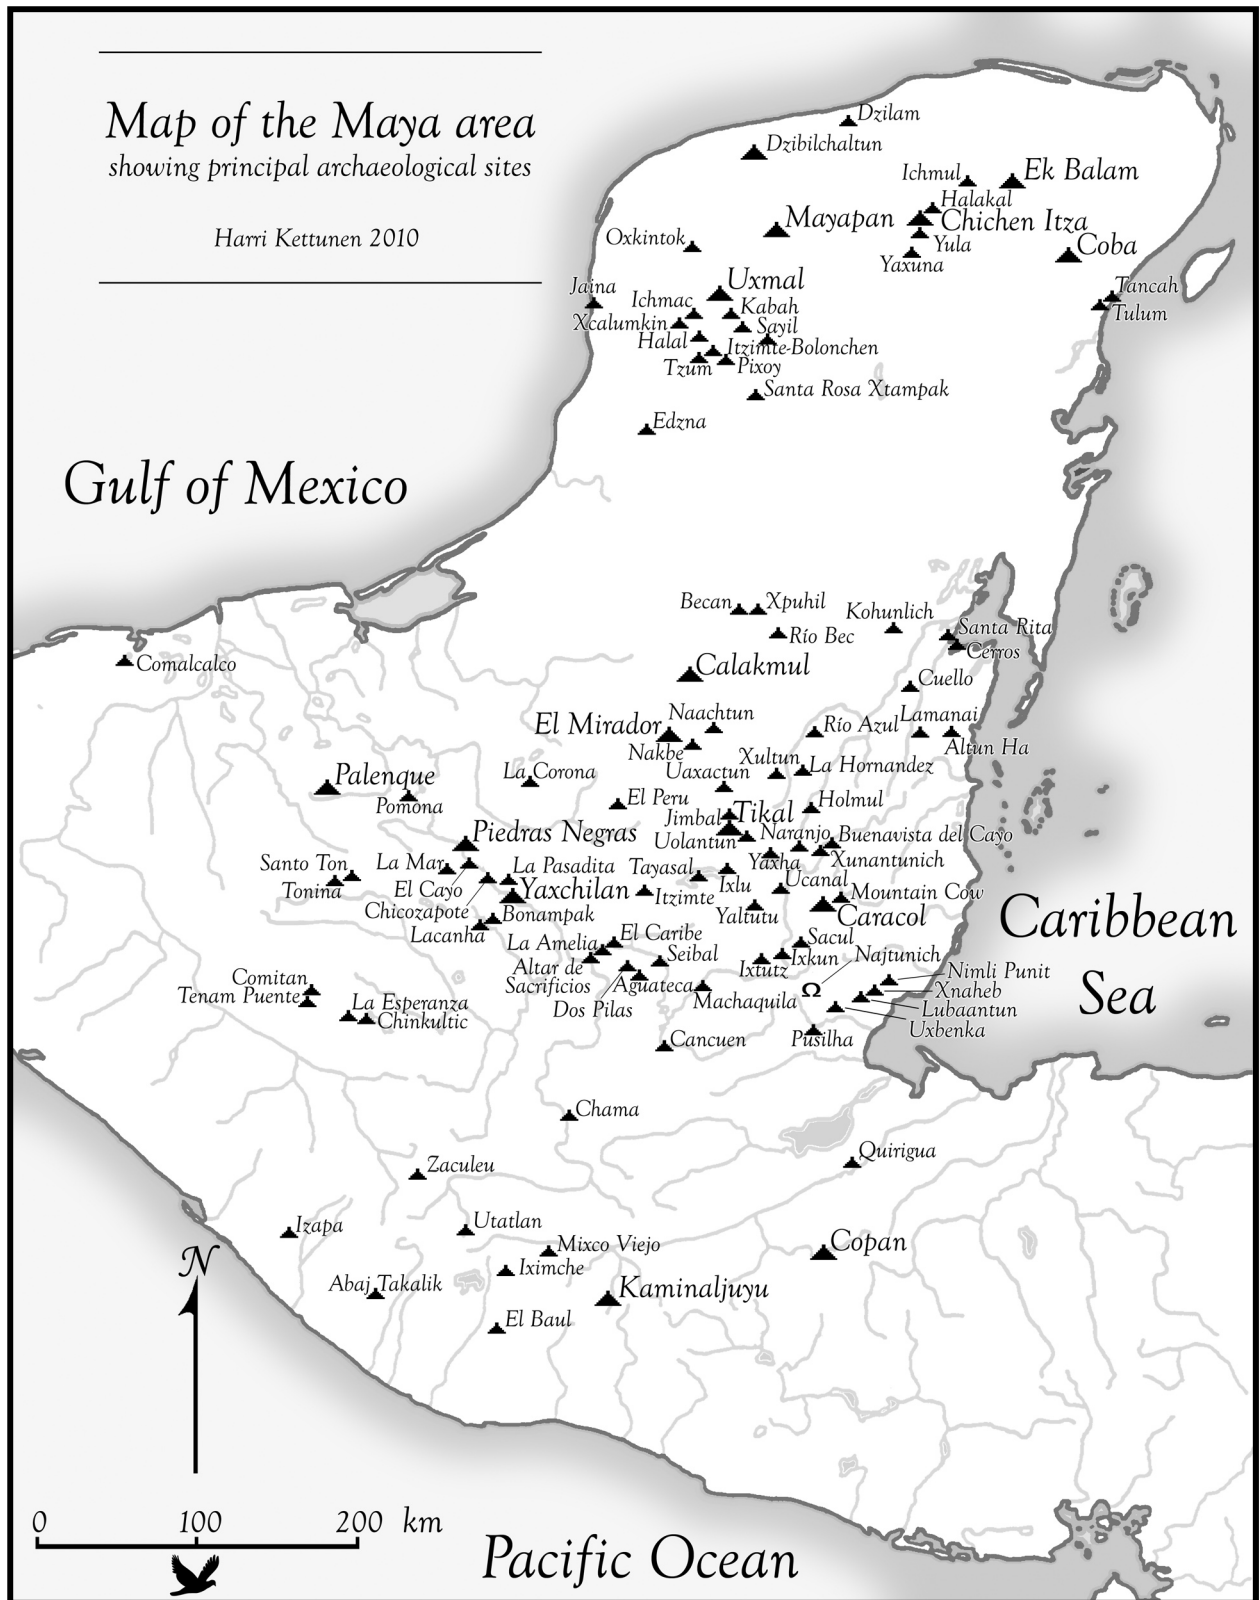 Map of the Maya area
showing principal archaeological sites
Harri Kettunen 2010
Dzilam
Dzibilchaltun
Ichmul
Ek Balam
Halakal
Mayapan
Chichen Itza
Oxkintok
Yula
Coba
Yaxuna
Uxmal
Jaina
Tancah
Ichmac
Kabah
Tulum
Xcalumkin
Sayil
Halal
Itzimte-Bolonchen
Tzum
Pixoy
Santa Rosa Xtampak
Edzna
Gulf of Mexico
Becan
Xpuhil
Kohunlich
Río Bec
Santa Rita
Cerros
Comalcalco
Calakmul
Cuello
Naachtun
El Mirador
Río Azul
Lamanai
Nakbe
Altun Ha
Xultun
La Hornandez
Palenque
La Corona
Uaxactun
Pomona
El Peru
Holmul
Jimbal
Tikal
Piedras Negras
Uolantun
Naranjo
Buenavista del Cayo
Santo Ton
La Mar
La Pasadita
Tayasal
Yaxha
Xunantunich
Tonina
El Cayo
Yaxchilan
Itzimte
Ixlu
Ucanal
Mountain Cow
Chicozapote
Bonampak
Yaltutu
Caracol
Caribbean
Sea
Lacanha
La Amelia
El Caribe
Sacul
Altar de
Sacrificios
Seibal
Ixtutz
Ixkun
Najtunich
Comitan
Dos Pilas
Aguateca
Nimli Punit
Tenam Puente
La Esperanza
Machaquila
Ω
Xnaheb
Chinkultic
Lubaantun
Uxbenka
Cancuen
Pusilha
Chama
Quirigua
Zaculeu
Izapa
Utatlan
Mixco Viejo
Copan
N
Iximche
Abaj Takalik
Kaminaljuyu
El Baul
0 100 200 km
Pacific Ocean